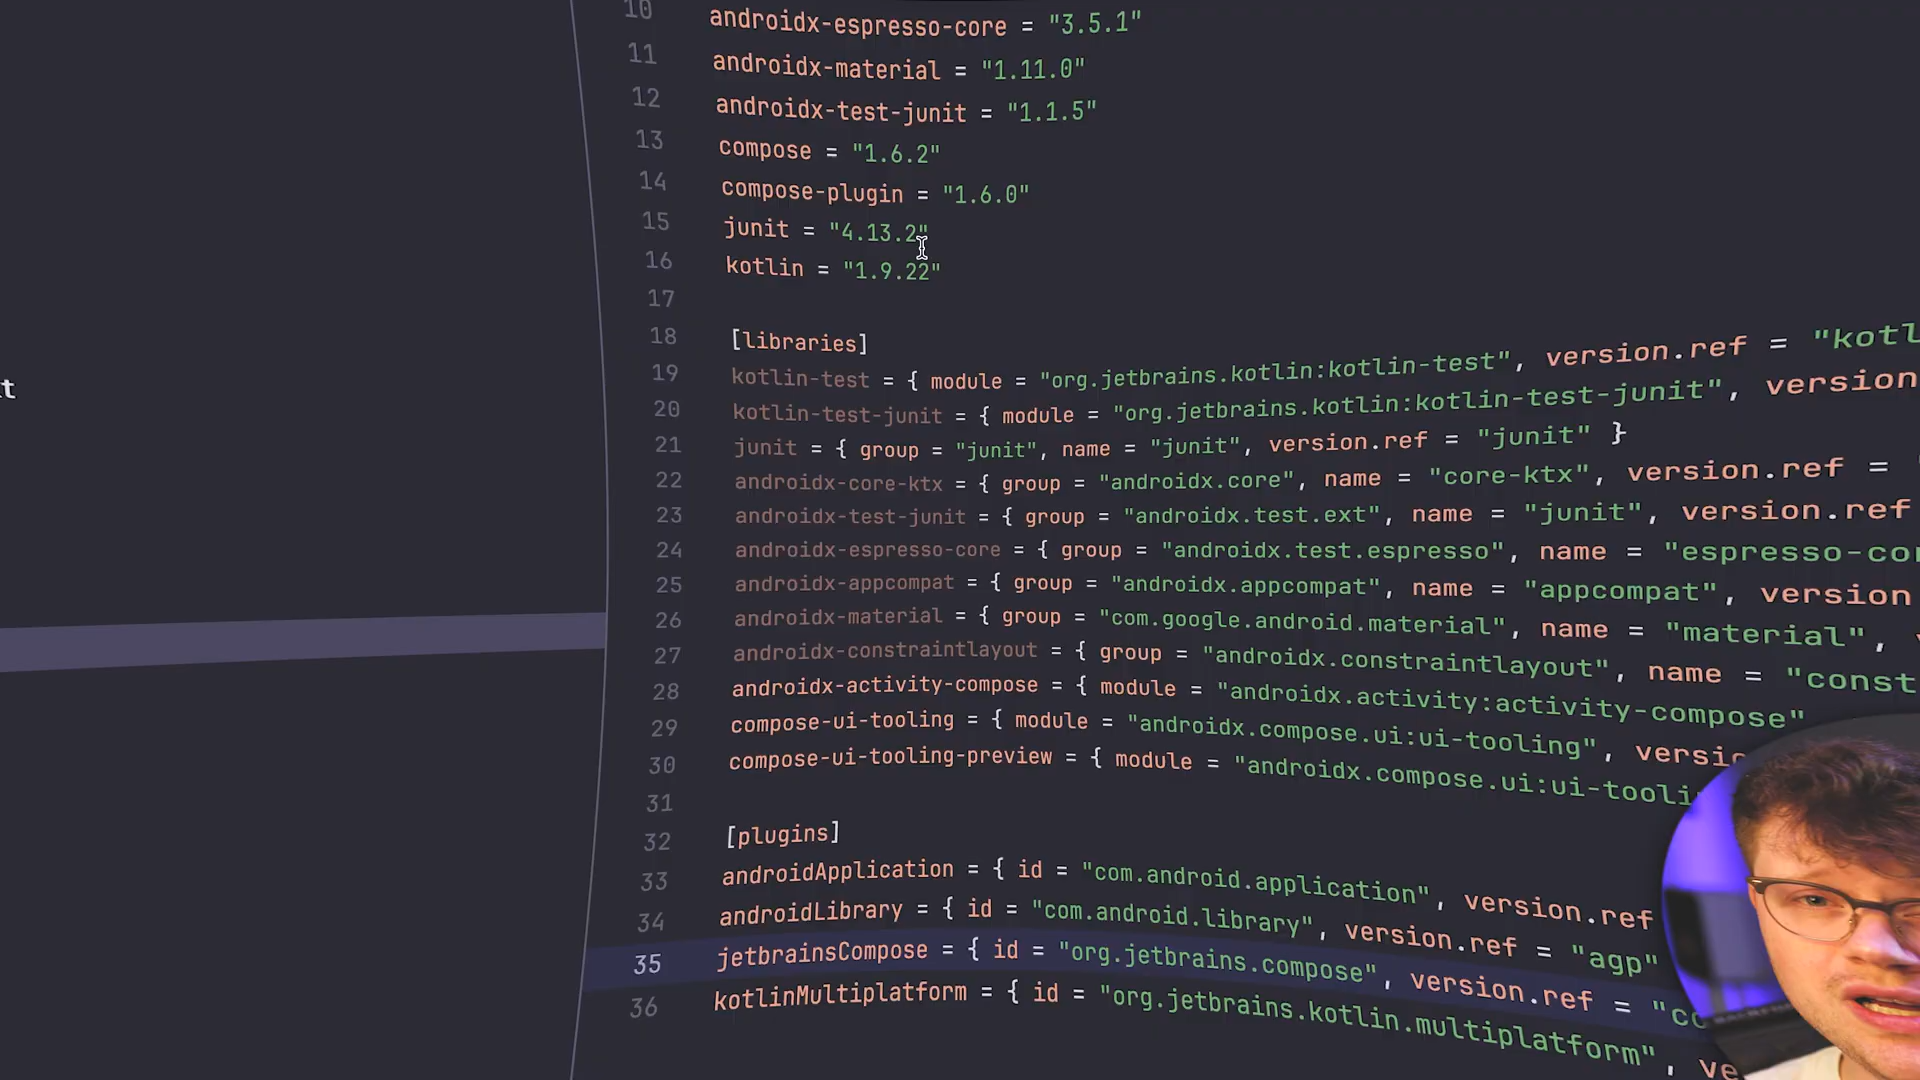 10 androidx-espresso-core = "3.5.1"
11 androidx-material = "1.11.0"
12 androidx-test-junit = "1.1.5"
13 compose = "1.6.2"
14 compose-plugin = "1.6.0"
15 junit = "4.13.2"
16 kotlin = "1.9.22"
17
18 [libraries]
19 kotlin-test = { module = "org.jetbrains.kotlin:kotlin-test", version.ref = "kotl
20 kotlin-test-junit = { module = "org.jetbrains.kotlin:kotlin-test-junit", version
21 junit = { group = "junit", name = "junit", version.ref = "junit" }
22 androidx-core-ktx = { group = "androidx.core", name = "core-ktx", version.ref = "
23 androidx-test-junit = { group = "androidx.test.ext", name = "junit", version.ref
24 androidx-espresso-core = { group = "androidx.test.espresso", name = "espresso-cor
25 androidx-appcompat = { group = "androidx.appcompat", name = "appcompat", version
26 androidx-material = { group = "com.google.android.material", name = "material",
27 androidx-constraintlayout = { group = "androidx.constraintlayout", name = "const
28 androidx-activity-compose = { module = "androidx.activity:activity-compose"
29 compose-ui-tooling = { module = "androidx.compose.ui:ui-tooling", versio
30 compose-ui-tooling-preview = { module = "androidx.compose.ui:ui-tooli
31
32 [plugins]
33 androidApplication = { id = "com.android.application", version.ref
34 androidLibrary = { id = "com.android.library", version.ref = "agp"
35 jetbrainsCompose = { id = "org.jetbrains.compose", version.ref = "co
36 kotlinMultiplatform = { id = "org.jetbrains.kotlin.multiplatform", ve